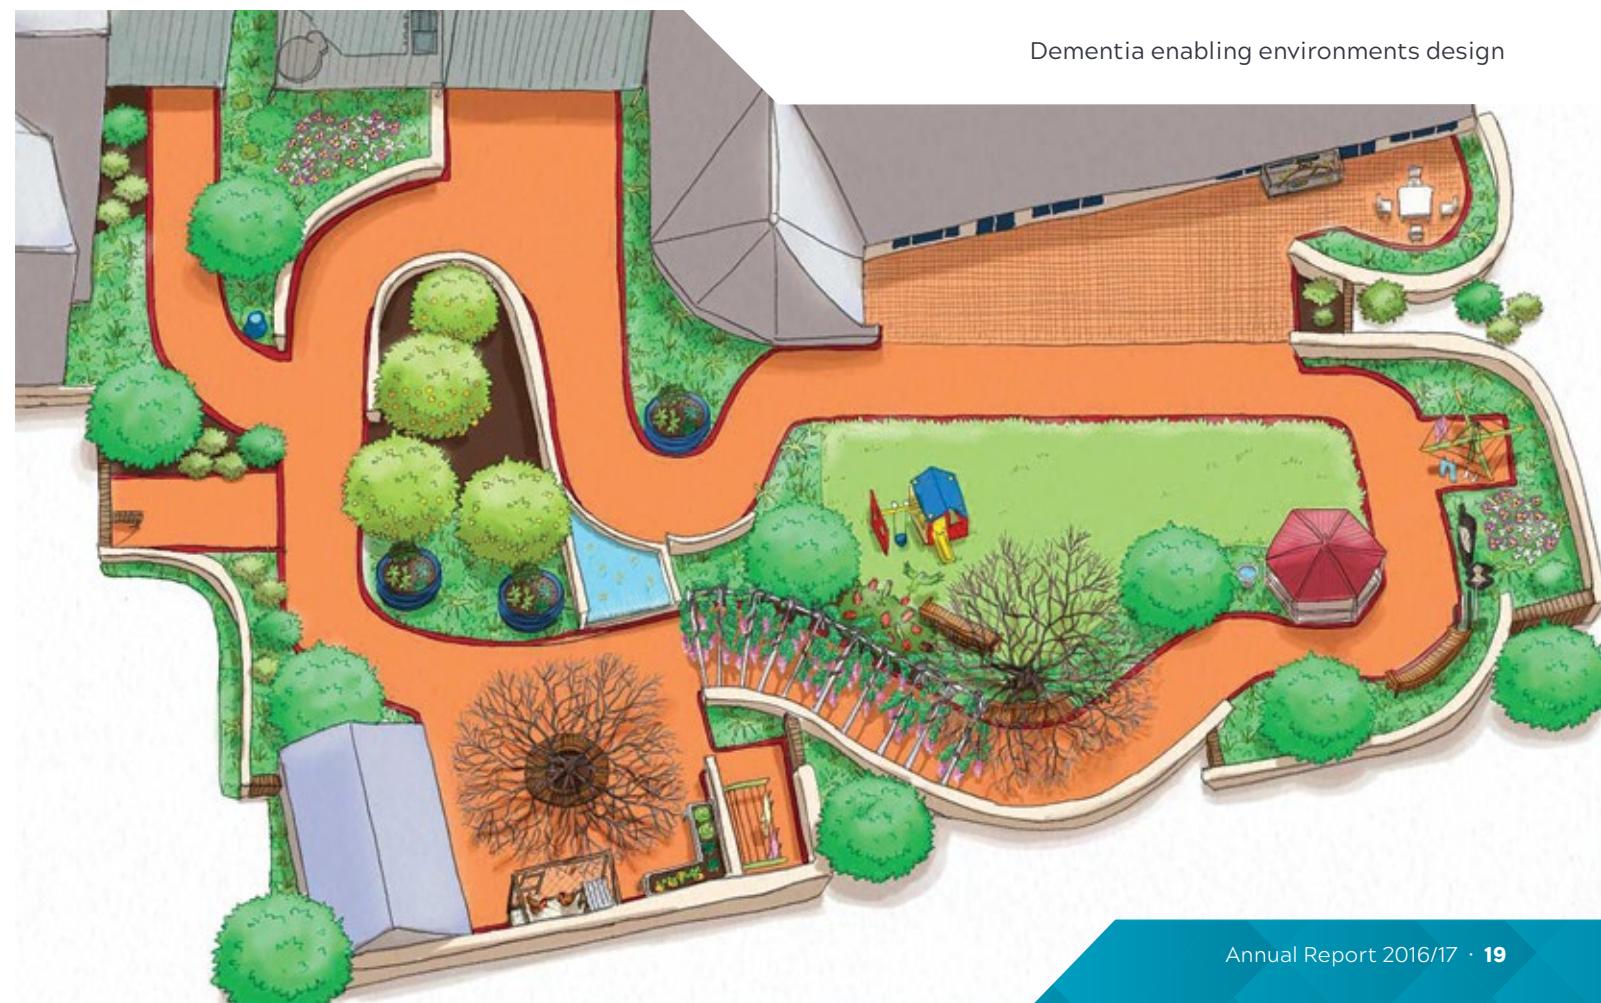 Dementia enabling environments design
Annual Report 2016/17 · 19